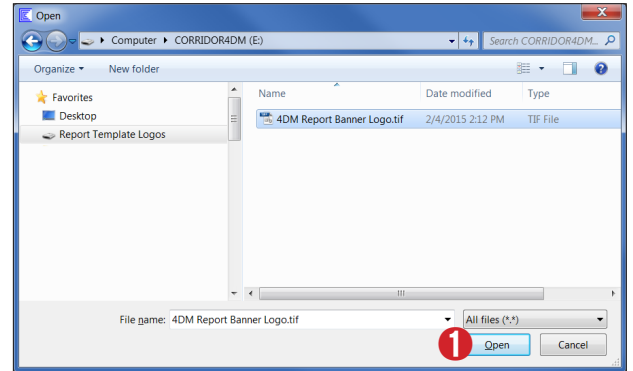 Open
Computer ▸ CORRIDOR4DM (E:)
Search CORRIDOR4DM...
Organize
New folder
Favorites
Desktop
Report Template Logos
Name
Date modified
Type
4DM Report Banner Logo.tif
2/4/2015 2:12 PM
TIF File
File name: 4DM Report Banner Logo.tif
All files (*.*)
1
Open
Cancel